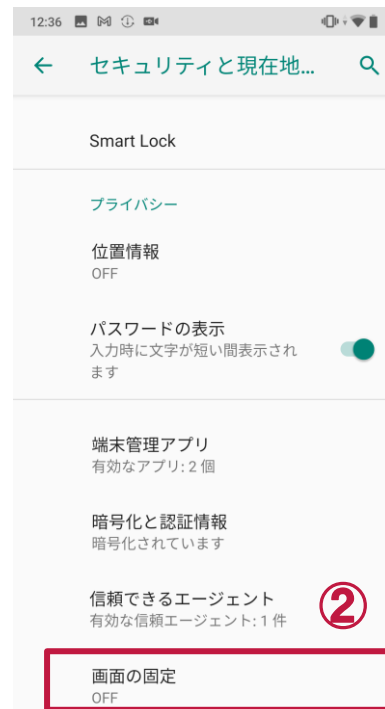 12:36
セキュリティと現在地...
Smart Lock
プライバシー
位置情報
OFF
パスワードの表示
入力時に文字が短い間表示され
ます
端末管理アプリ
有効なアプリ: 2 個
暗号化と認証情報
暗号化されています
信頼できるエージェント
有効な信頼エージェント: 1 件
②
画面の固定
OFF